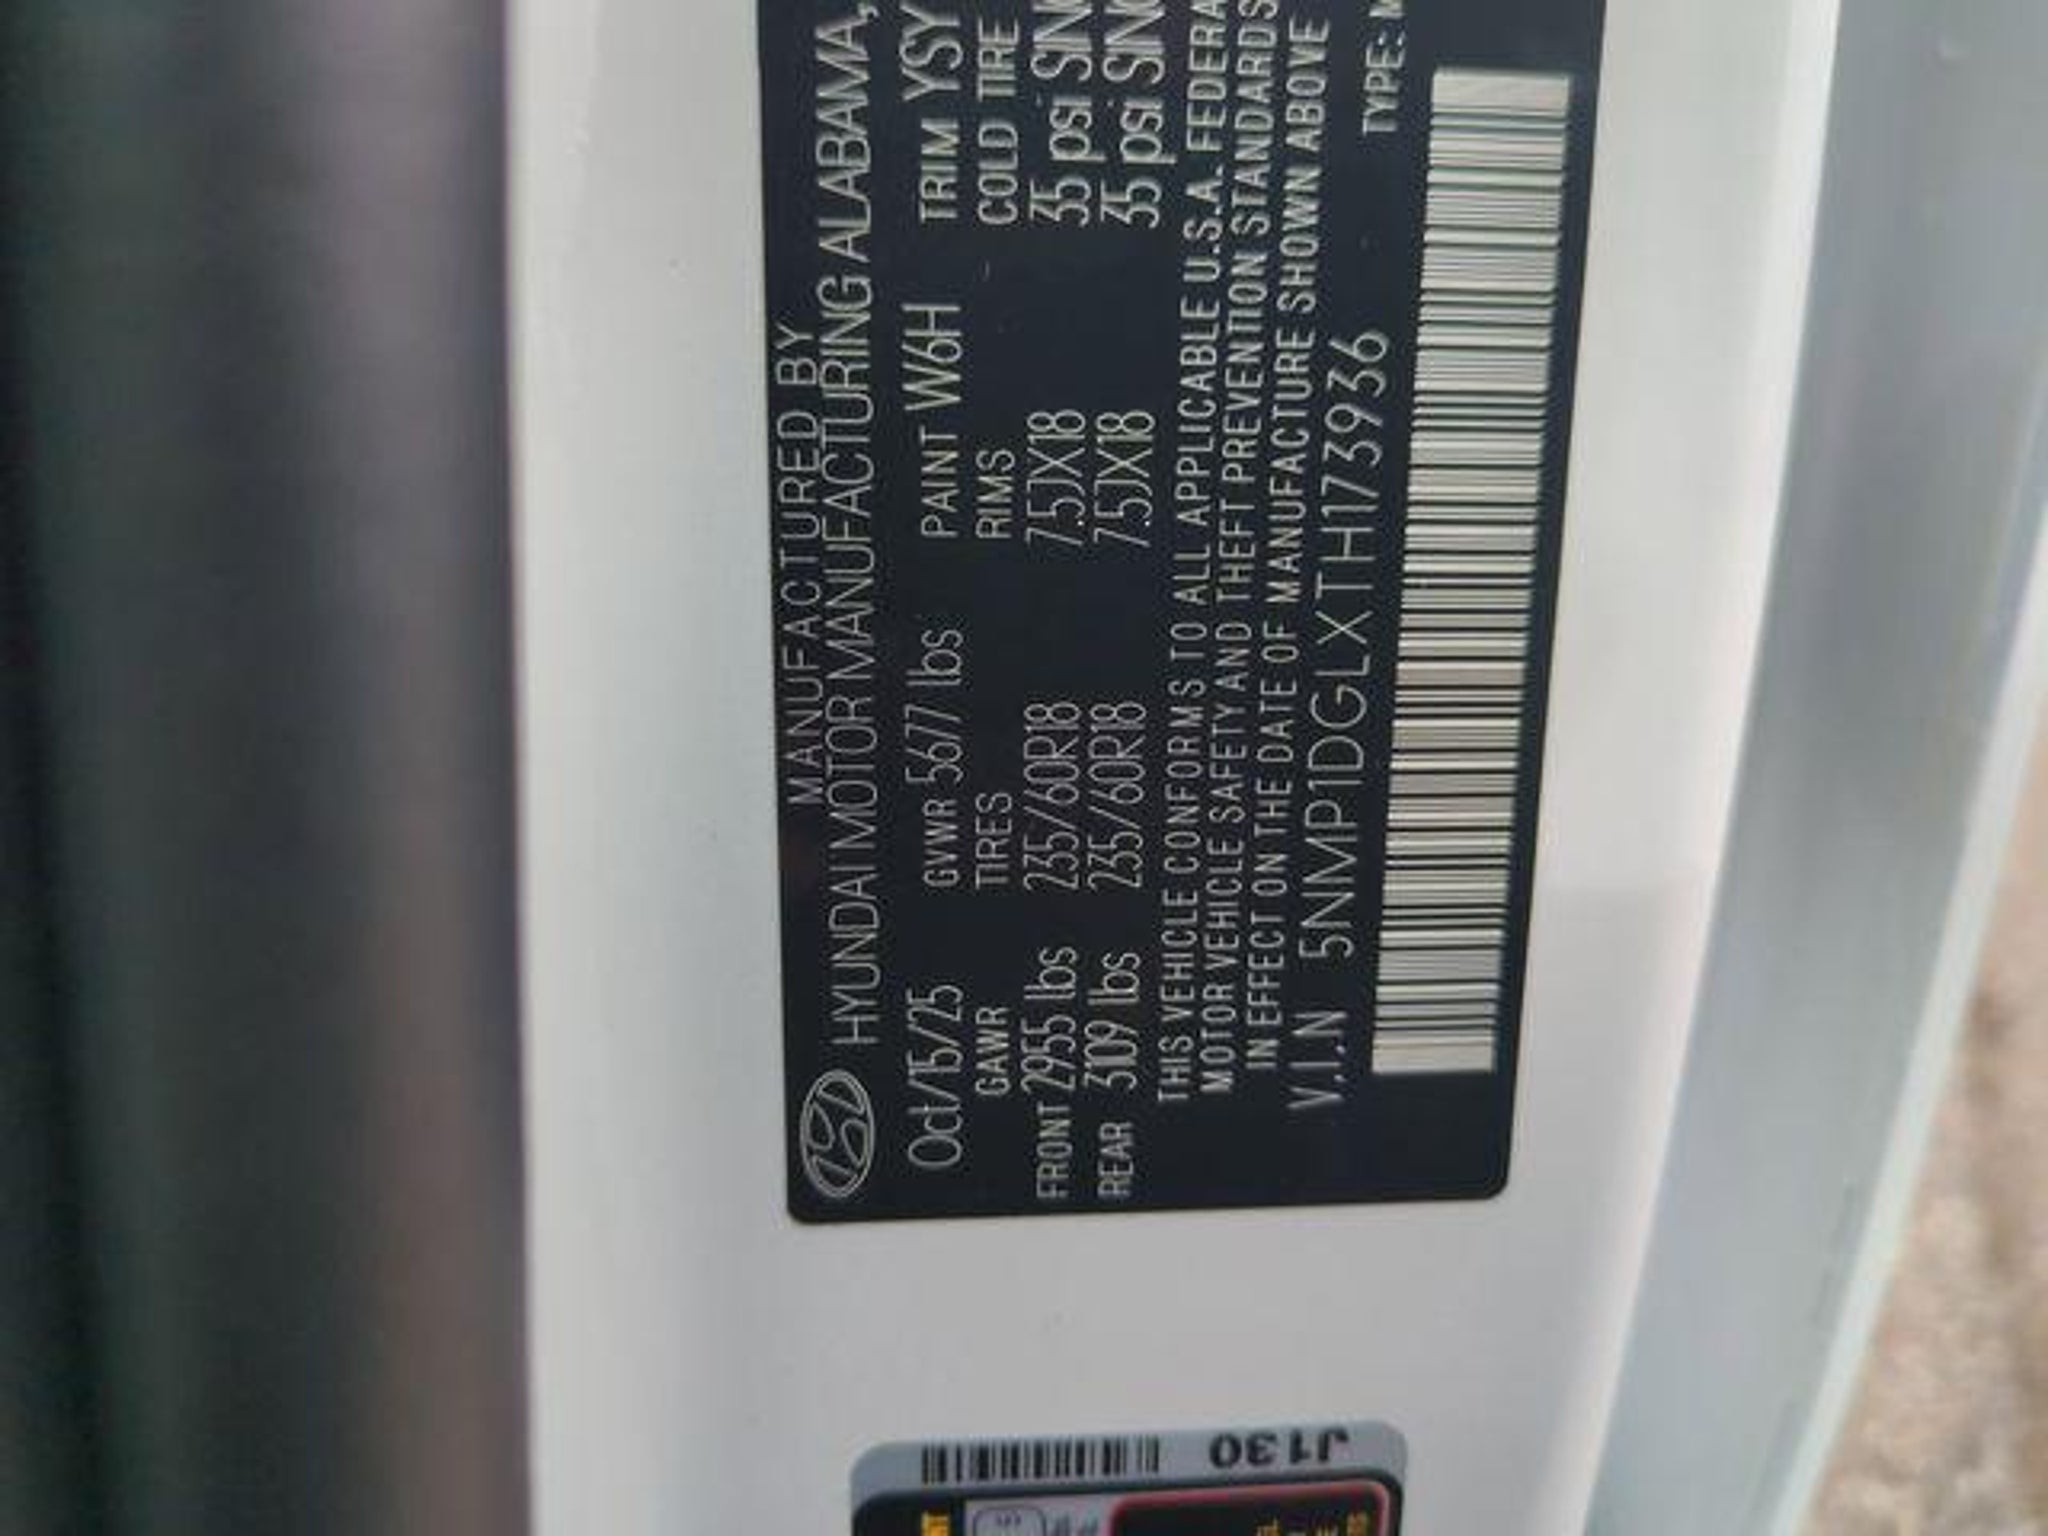 MANUFACTURED BY
HYUNDAI MOTOR MANUFACTURING ALABAMA,
Oct/15/25 GVWR 5677 lbs PAINT W6H TRIM YSY
GAWR TIRES RIMS COLD TIRE
FRONT 2955 lbs 235/60R18 7.5JX18 35 psi
REAR 3109 lbs 235/60R18 7.5JX18 35 psi
THIS VEHICLE CONFORMS TO ALL APPLICABLE U.S.A.
MOTOR VEHICLE SAFETY AND THEFT PREVENTION STANDARDS
IN EFFECT ON THE DATE OF MANUFACTURE SHOWN ABOVE
V.I.N 5NMP1DGLXTH173936 TYPE:
J130